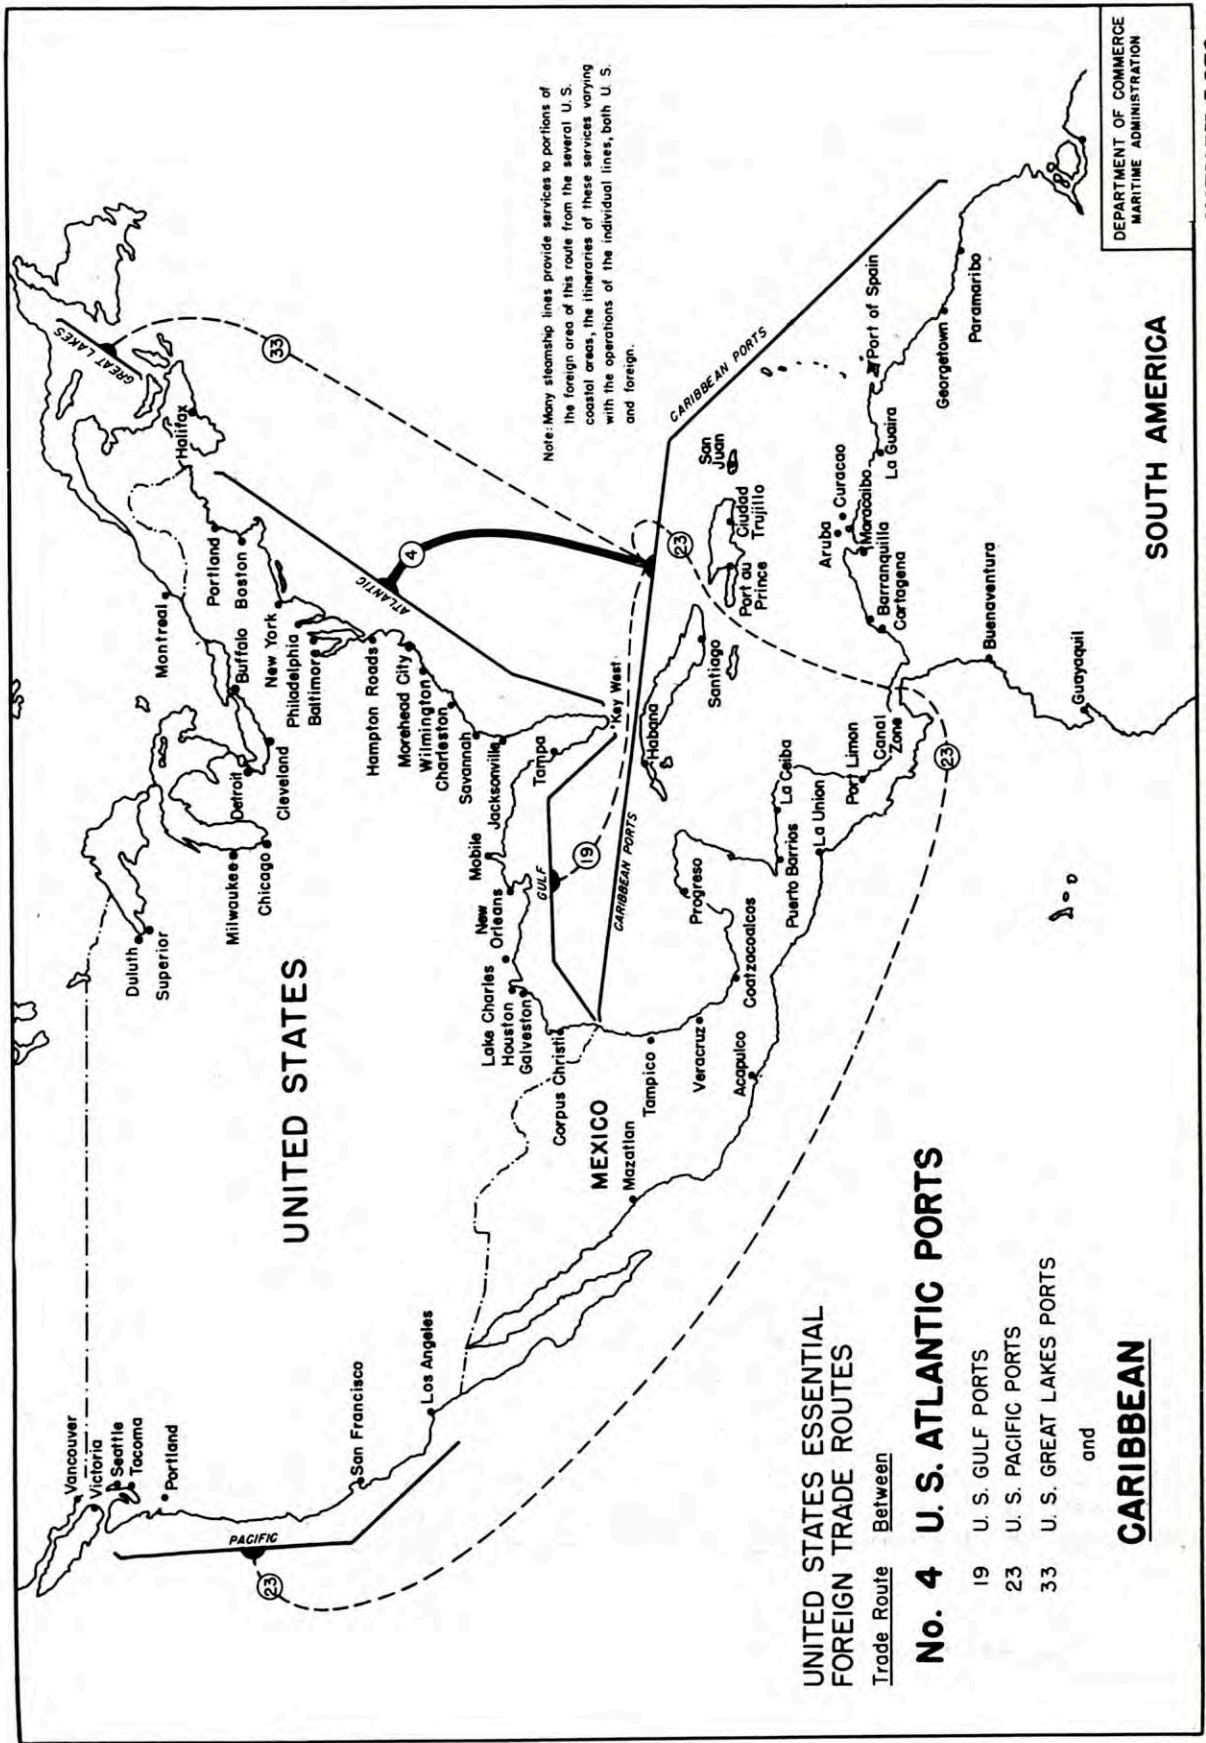 UNITED STATES ESSENTIAL
FOREIGN TRADE ROUTES
Trade Route Between
No. 4 U. S. ATLANTIC PORTS
19 U. S. GULF PORTS
23 U. S. PACIFIC PORTS
33 U. S. GREAT LAKES PORTS
and
CARIBBEAN
Note: Many steamship lines provide services to portions of
the foreign area of this route from the several U. S.
coastal areas, the itineraries of these services varying
with the operations of the individual lines, both U. S.
and foreign.
DEPARTMENT OF COMMERCE
MARITIME ADMINISTRATION
UNITED STATES
MEXICO
SOUTH AMERICA
Vancouver
Victoria
Seattle
Tacoma
Portland
San Francisco
Los Angeles
PACIFIC
23
Duluth
Superior
Milwaukee
Chicago
Detroit
Cleveland
Buffalo
Montreal
GREAT LAKES
33
Halifax
Portland
Boston
New York
Philadelphia
Baltimore
Hampton Roads
Morehead City
Wilmington
Charleston
Savannah
Jacksonville
ATLANTIC
4
Tampa
Key West
Mobile
New
Orleans
Lake Charles
Houston
Galveston
Corpus Christi
GULF
19
CARIBBEAN PORTS
CARIBBEAN PORTS
Mazatlan
Tampico
Veracruz
Acapulco
Coatzacoalcos
Progreso
Puerto Barrios
La Ceiba
La Union
Port Limon
Canal
Zone
23
Habana
Santiago
Port au
Prince
Ciudad
Trujillo
San
Juan
23
Aruba
Curacao
Maracaibo
Barranquilla
Cartagena
La Guaira
Port of Spain
Georgetown
Paramaribo
Buenaventura
Guayaquil